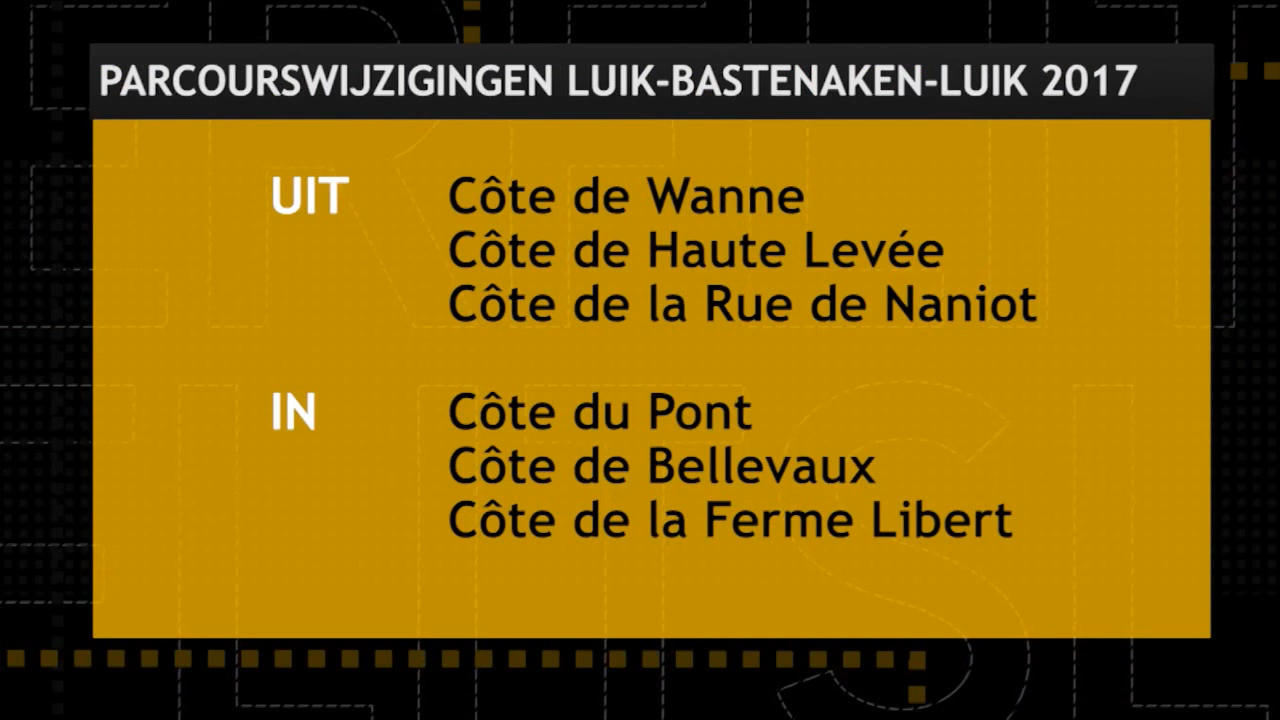 PARCOURSWIJZIGINGEN LUIK-BASTENAKEN-LUIK 2017
UIT Côte de Wanne
Côte de Haute Levée
Côte de la Rue de Naniot
IN Côte du Pont
Côte de Bellevaux
Côte de la Ferme Libert